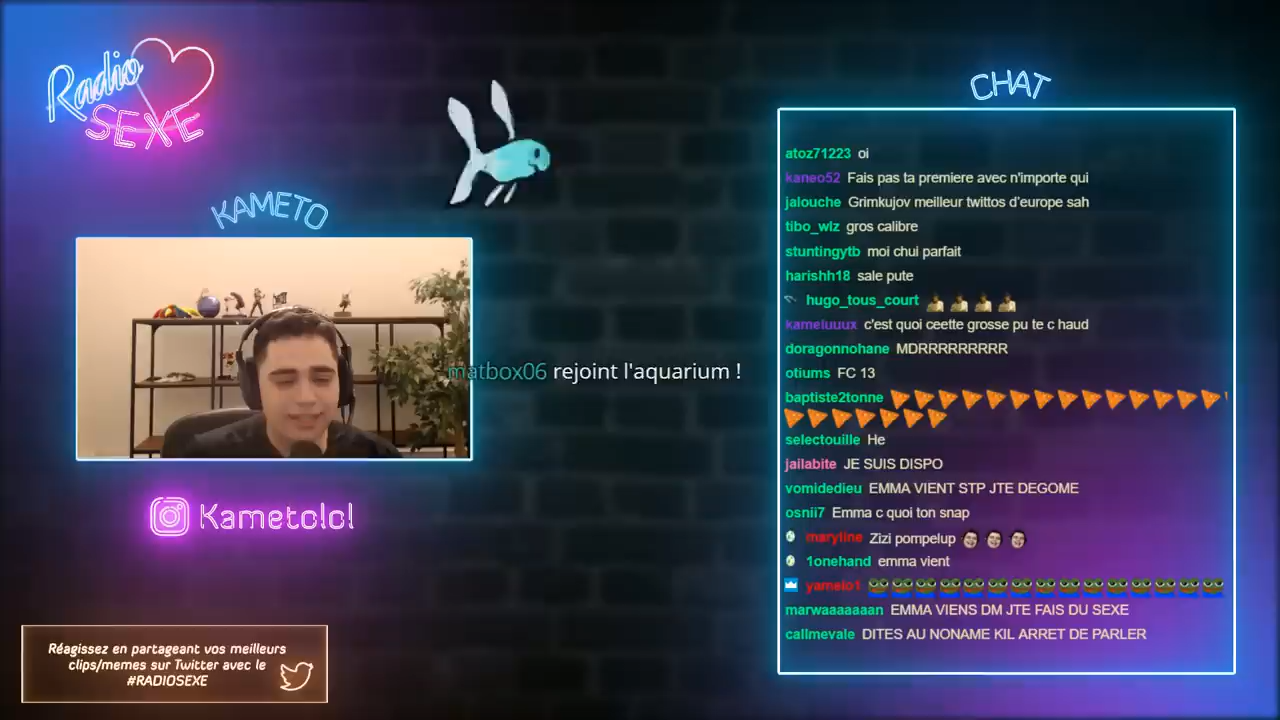 Radio
SEXE
KAMETO
matbox06 rejoint l'aquarium !
Kametolol
Réagissez en partageant vos meilleurs
clips/memes sur Twitter avec le
#RADIOSEXE
CHAT
atoz71223 oi
kaneo52 Fais pas ta premiere avec n'importe qui
jalouche Grimkujov meilleur twittos d'europe sah
tibo_wlz gros calibre
stuntingytb moi chui parfait
harishh18 sale pute
hugo_tous_court
kameluuux c'est quoi ceette grosse pu te c haud
doragonnohane MDRRRRRRRRR
otiums FC 13
baptiste2tonne
selectouille He
jailabite JE SUIS DISPO
vomidedieu EMMA VIENT STP JTE DEGOME
osnii7 Emma c quoi ton snap
maryline Zizi pompelup
1onehand emma vient
yamelo1
marwaaaaaaan EMMA VIENS DM JTE FAIS DU SEXE
callmevale DITES AU NONAME KIL ARRET DE PARLER